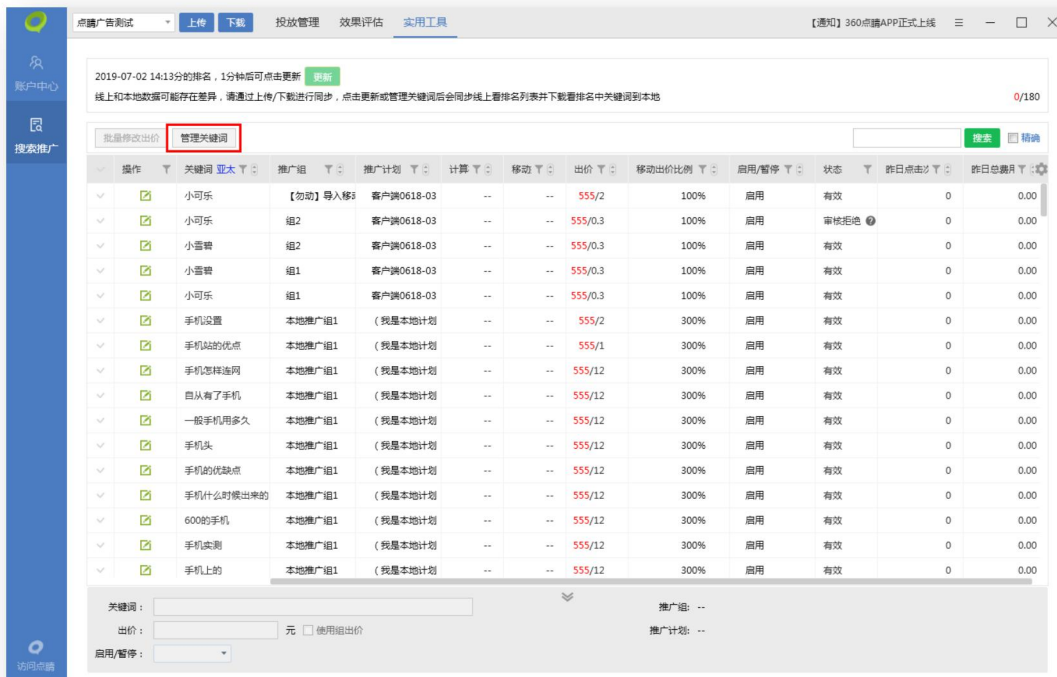 点睛广告测试 上传 下载 投放管理 效果评估 实用工具 【通知】360点睛APP正式上线
账户中心
搜索推广
2019-07-02 14:13分的排名，1分钟后可点击更新 更新
线上和本地数据可能存在差异，请通过上传/下载进行同步，点击更新或管理关键词后会同步线上看排名列表并下载看排名中关键词到本地 0/180
批量修改出价 管理关键词 搜索 精确
操作 关键词 亚太 推广组 推广计划 计算 移动 出价 移动出价比例 启用/暂停 状态 昨日点击 昨日总费用
小可乐 【勿动】导入移动 客户端0618-03 -- -- 555/2 100% 启用 有效 0 0.00
小可乐 组2 客户端0618-03 -- -- 555/0.3 100% 启用 审核拒绝 ? 0 0.00
小雪碧 组2 客户端0618-03 -- -- 555/0.3 100% 启用 有效 0 0.00
小雪碧 组1 客户端0618-03 -- -- 555/0.3 100% 启用 有效 0 0.00
小可乐 组1 客户端0618-03 -- -- 555/0.3 100% 启用 有效 0 0.00
手机没置 本地推广组1 (我是本地计划 -- -- 555/2 300% 启用 有效 0 0.00
手机站的优点 本地推广组1 (我是本地计划 -- -- 555/1 300% 启用 有效 0 0.00
手机怎样连网 本地推广组1 (我是本地计划 -- -- 555/12 300% 启用 有效 0 0.00
自从有了手机 本地推广组1 (我是本地计划 -- -- 555/12 300% 启用 有效 0 0.00
一般手机用多久 本地推广组1 (我是本地计划 -- -- 555/12 300% 启用 有效 0 0.00
手机头 本地推广组1 (我是本地计划 -- -- 555/12 300% 启用 有效 0 0.00
手机的优缺点 本地推广组1 (我是本地计划 -- -- 555/12 300% 启用 有效 0 0.00
手机什么时候出来的 本地推广组1 (我是本地计划 -- -- 555/12 300% 启用 有效 0 0.00
600的手机 本地推广组1 (我是本地计划 -- -- 555/12 300% 启用 有效 0 0.00
手机实测 本地推广组1 (我是本地计划 -- -- 555/12 300% 启用 有效 0 0.00
手机上的 本地推广组1 (我是本地计划 -- -- 555/12 300% 启用 有效 0 0.00
关键词： 推广组: --
出价： 元 使用组出价 推广计划: --
启用/暂停：
访问点睛